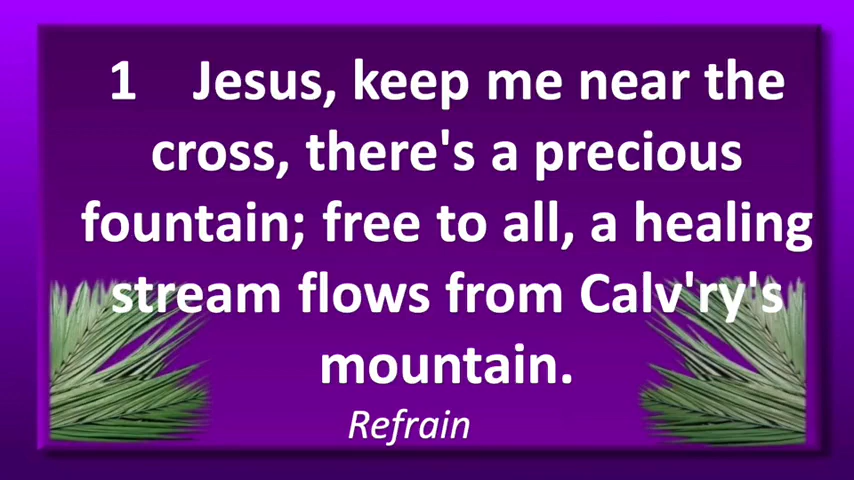 1 Jesus, keep me near the
cross, there's a precious
fountain; free to all, a healing
stream flows from Calv'ry's
mountain.
Refrain